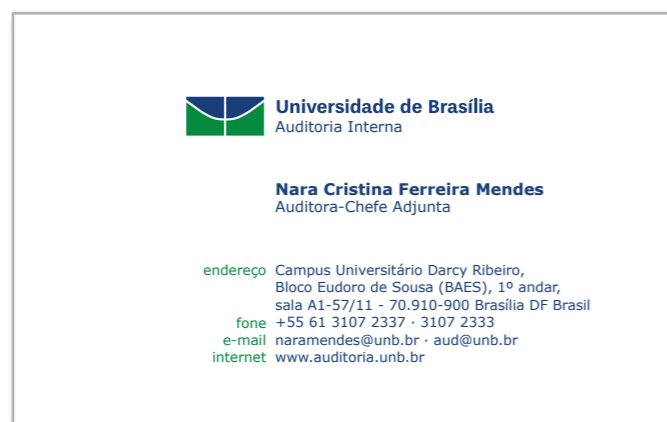 Universidade de Brasília
Auditoria Interna
Nara Cristina Ferreira Mendes
Auditora-Chefe Adjunta
endereço Campus Universitário Darcy Ribeiro,
Bloco Eudoro de Sousa (BAES), 1º andar,
sala A1-57/11 - 70.910-900 Brasília DF Brasil
fone +55 61 3107 2337 · 3107 2333
e-mail naramendes@unb.br · aud@unb.br
internet www.auditoria.unb.br